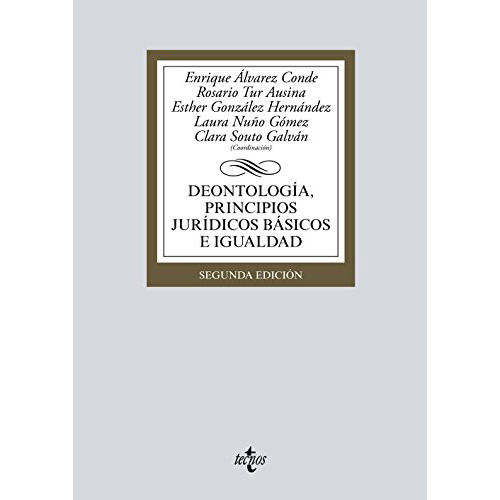 Enrique Álvarez Conde
Rosario Tur Ausina
Esther González Hernández
Laura Nuño Gómez
Clara Souto Galván
(Coordinación)
DEONTOLOGÍA,
PRINCIPIOS
JURÍDICOS BÁSICOS
E IGUALDAD
SEGUNDA EDICIÓN
tecnos